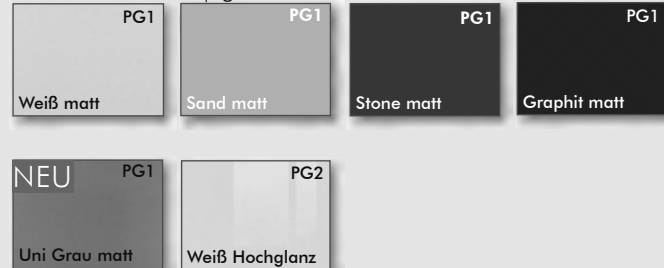 PG1
Weiß matt
PG1
Sand matt
PG1
Stone matt
PG1
Graphit matt
NEU
PG1
Uni Grau matt
PG2
Weiß Hochglanz